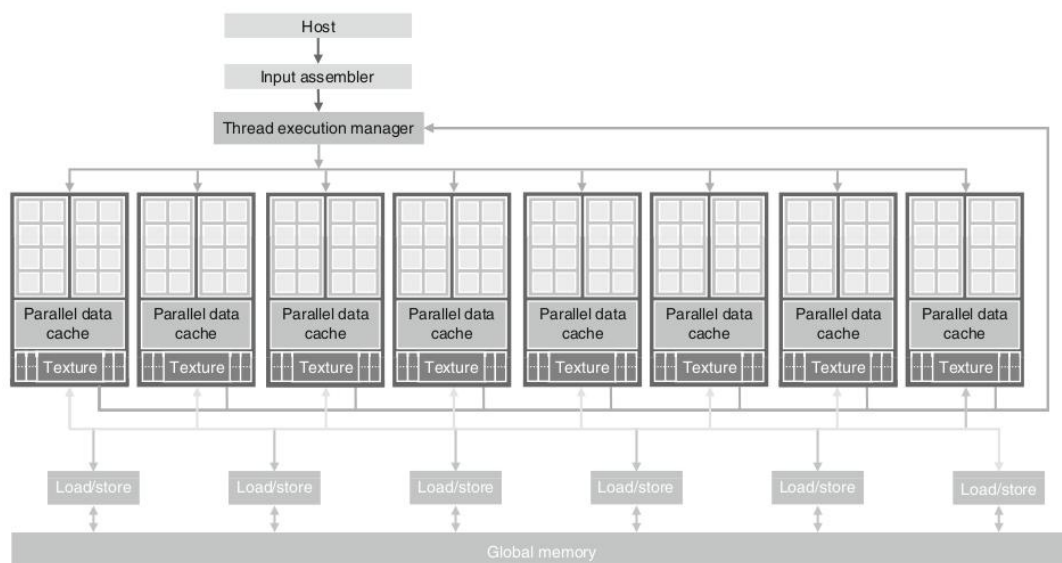 Host
Input assembler
Thread execution manager
Parallel data
cache
Parallel data
cache
Parallel data
cache
Parallel data
cache
Parallel data
cache
Parallel data
cache
Parallel data
cache
Parallel data
cache
Texture
Texture
Texture
Texture
Texture
Texture
Texture
Texture
Load/store
Load/store
Load/store
Load/store
Load/store
Load/store
Global memory